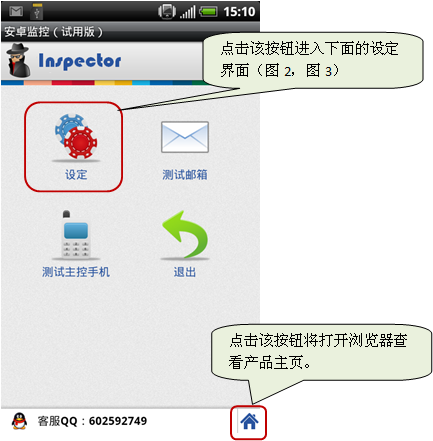 15:10
安卓监控（试用版）
Inspector
点击该按钮进入下面的设定
界面（图 2，图 3）
设定
测试邮箱
测试主控手机
退出
点击该按钮将打开浏览器查
看产品主页。
客服QQ：602592749